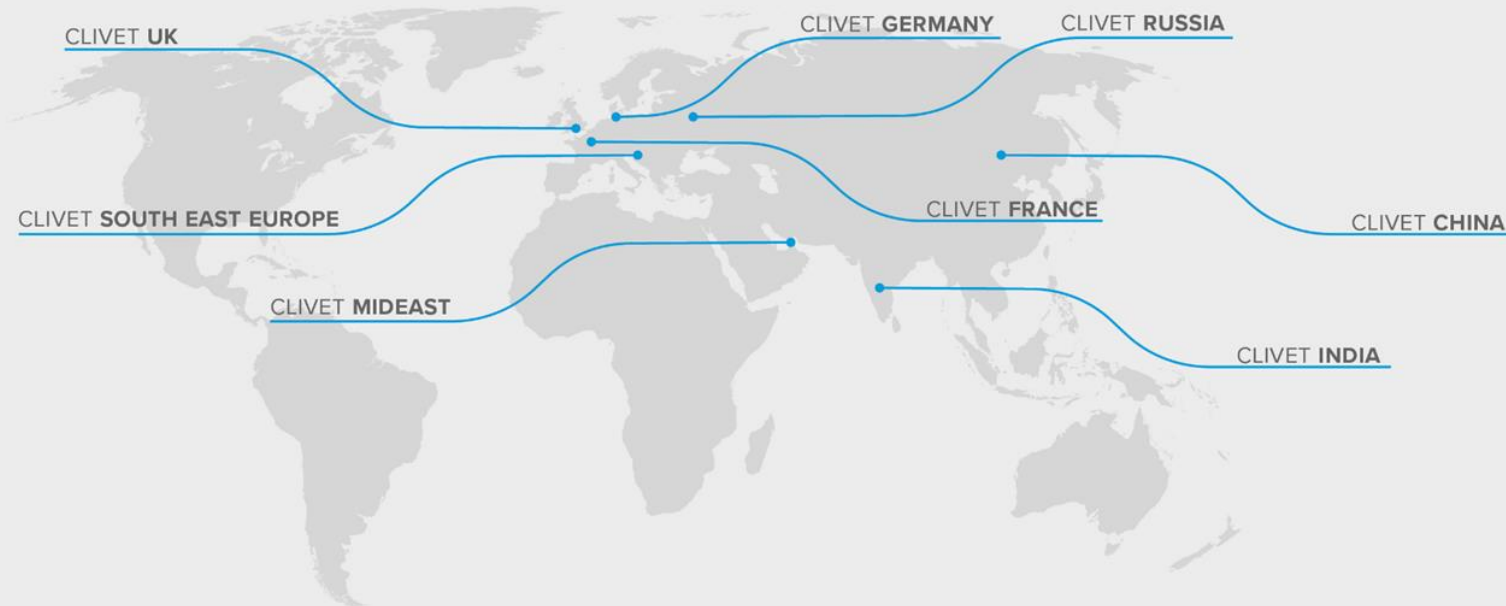 CLIVET UK
CLIVET GERMANY
CLIVET RUSSIA
CLIVET SOUTH EAST EUROPE
CLIVET FRANCE
CLIVET CHINA
CLIVET MIDEAST
CLIVET INDIA